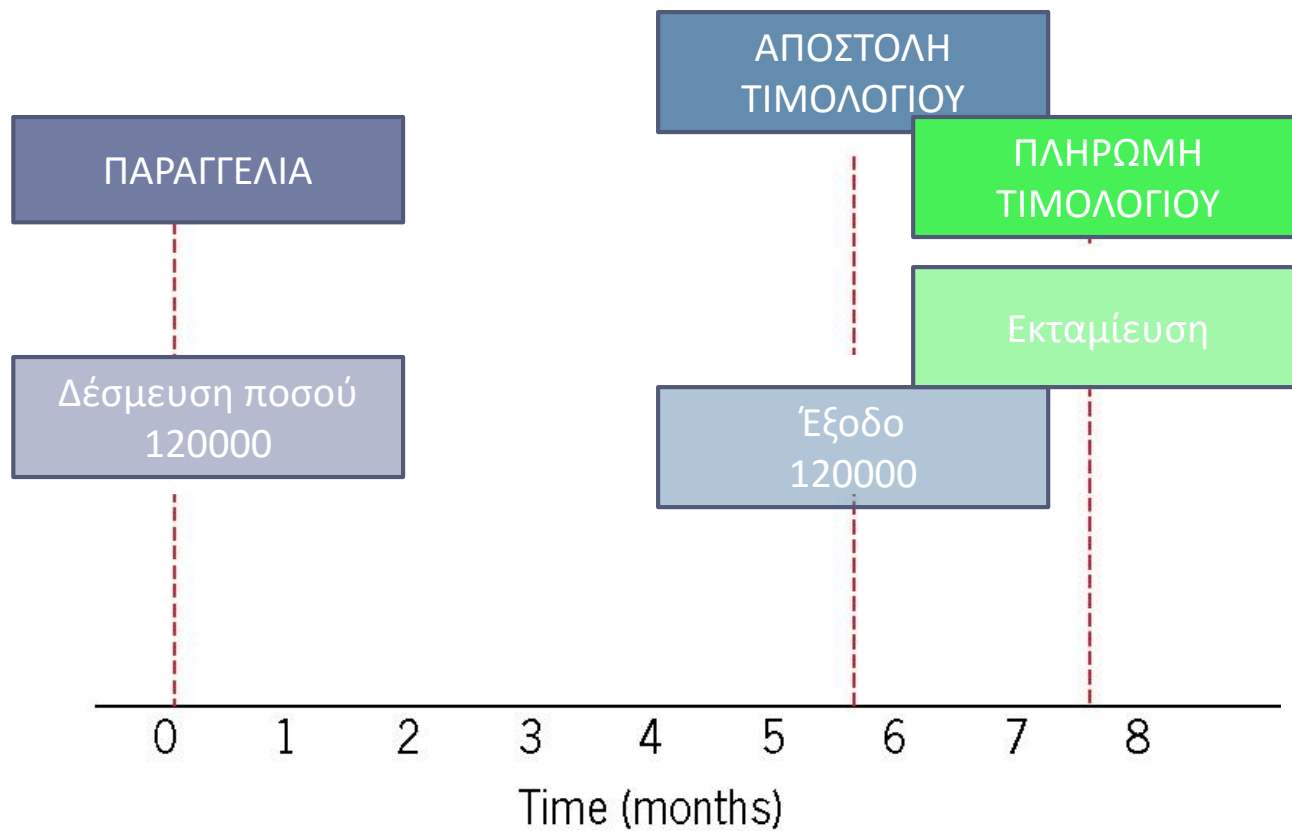 ΑΠΟΣΤΟΛΗ
ΤΙΜΟΛΟΓΙΟΥ
ΠΑΡΑΓΓΕΛΙΑ
ΠΛΗΡΩΜΗ
ΤΙΜΟΛΟΓΙΟΥ
Εκταμίευση
Δέσμευση ποσού
120000
Έξοδο
120000
0 1 2 3 4 5 6 7 8
Time (months)